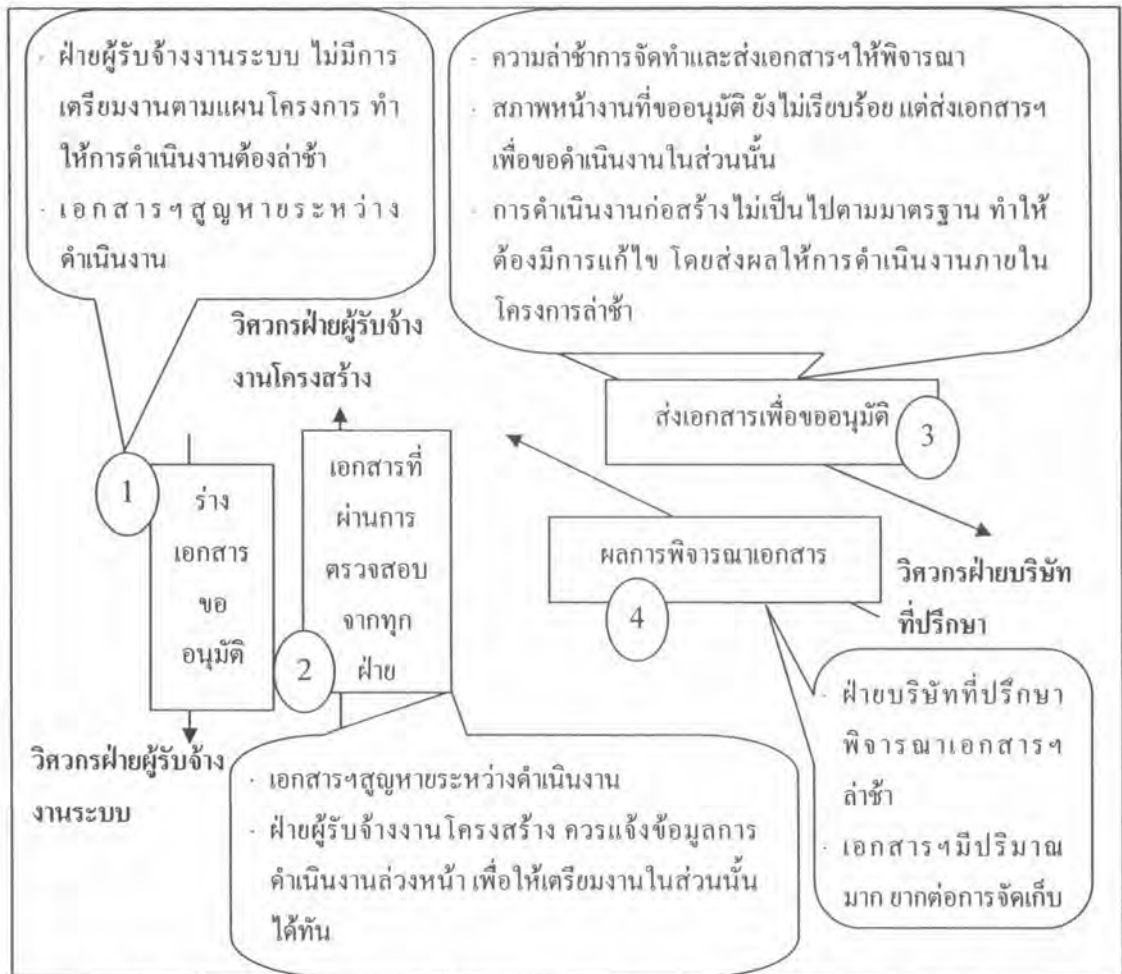 · ฝ่ายผู้รับจ้างงานระบบ ไม่มีการ
เตรียมงานตามแผนโครงการ ทำ
ให้การดำเนินงานต้องล่าช้า
· เอกสารฯสูญหายระหว่าง
ดำเนินงาน
· ความล่าช้าการจัดทำและส่งเอกสารฯให้พิจารณา
· สภาพหน้างานที่ขออนุมัติ ยังไม่เรียบร้อย แต่ส่งเอกสารฯ
เพื่อขอดำเนินงานในส่วนนั้น
· การดำเนินงานก่อสร้างไม่เป็นไปตามมาตรฐาน ทำให้
ต้องมีการแก้ไข โดยส่งผลให้การดำเนินงานภายใน
โครงการล่าช้า
วิศวกรฝ่ายผู้รับจ้าง
งานโครงสร้าง
1
ร่าง
เอกสาร
ขอ
อนุมัติ
2
เอกสารที่
ผ่านการ
ตรวจสอบ
จากทุก
ฝ่าย
ส่งเอกสารเพื่อขออนุมัติ
3
ผลการพิจารณาเอกสาร
4
วิศวกรฝ่ายบริษัท
ที่ปรึกษา
วิศวกรฝ่ายผู้รับจ้าง
งานระบบ
· เอกสารฯสูญหายระหว่างดำเนินงาน
· ฝ่ายผู้รับจ้างงานโครงสร้าง ควรแจ้งข้อมูลการ
ดำเนินงานล่วงหน้า เพื่อให้เตรียมงานในส่วนนั้น
ได้ทัน
· ฝ่ายบริษัทที่ปรึกษา
พิจารณาเอกสารฯ
ล่าช้า
· เอกสารฯมีปริมาณ
มาก ยากต่อการจัดเก็บ